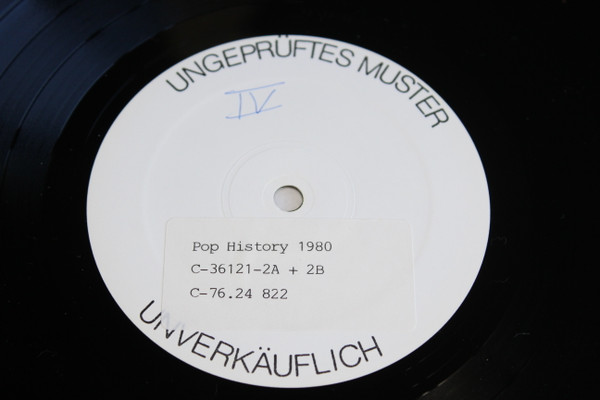 UNGEPRÜFTES MUSTER
IV
Pop History 1980
C-36121-2A + 2B
C-76.24 822
UNVERKÄUFLICH